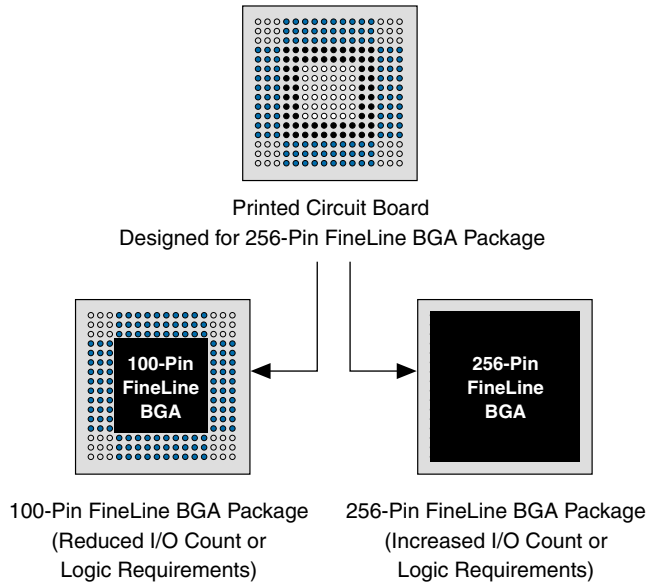 Printed Circuit Board
Designed for 256-Pin FineLine BGA Package
100-Pin
FineLine
BGA
256-Pin
FineLine
BGA
100-Pin FineLine BGA Package
(Reduced I/O Count or
Logic Requirements)
256-Pin FineLine BGA Package
(Increased I/O Count or
Logic Requirements)